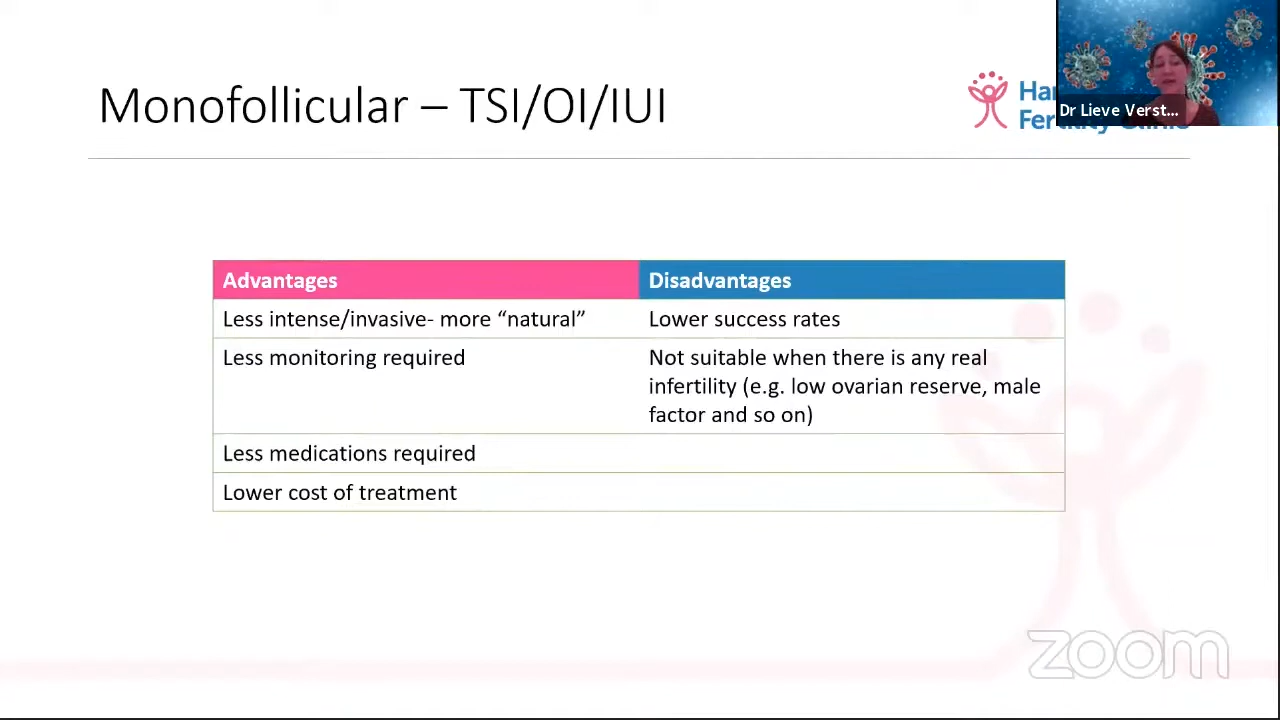 Monofollicular – TSI/OI/IUI
Dr Lieve Verst...
Advantages
Disadvantages
Less intense/invasive- more “natural”
Lower success rates
Less monitoring required
Not suitable when there is any real
infertility (e.g. low ovarian reserve, male
factor and so on)
Less medications required
Lower cost of treatment
zoom